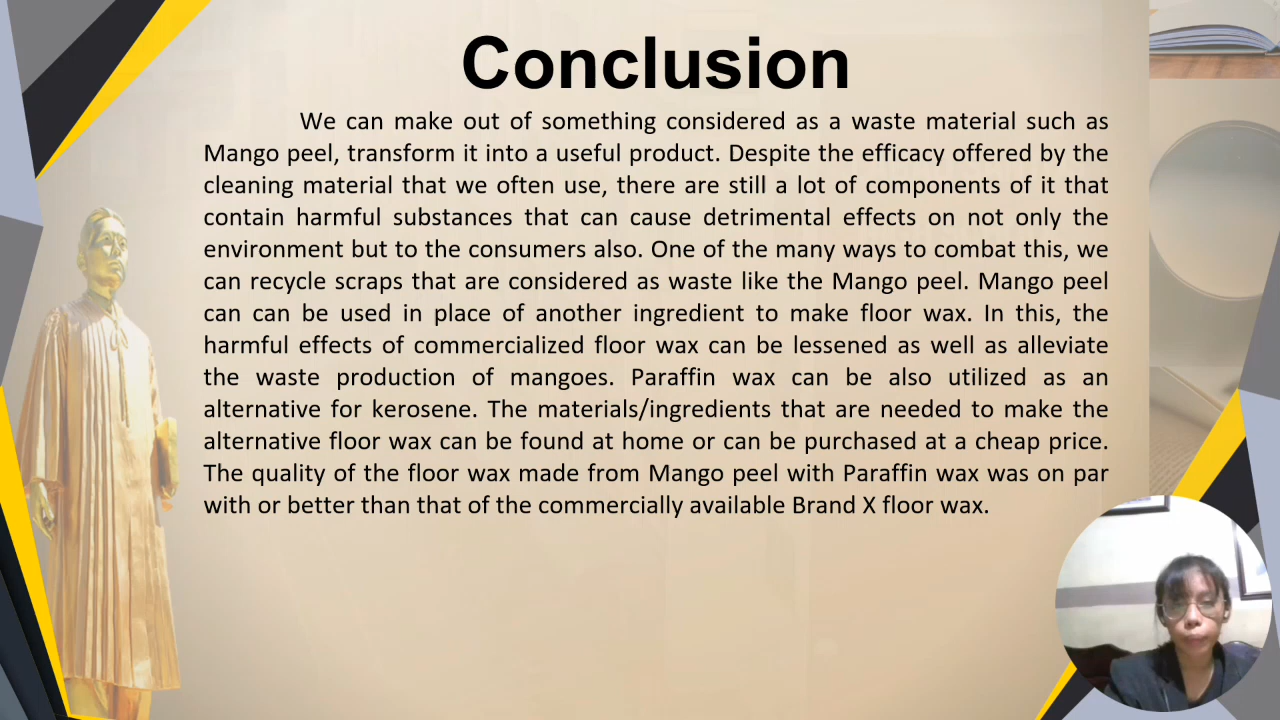 Conclusion
We can make out of something considered as a waste material such as
Mango peel, transform it into a useful product. Despite the efficacy offered by the
cleaning material that we often use, there are still a lot of components of it that
contain harmful substances that can cause detrimental effects on not only the
environment but to the consumers also. One of the many ways to combat this, we
can recycle scraps that are considered as waste like the Mango peel. Mango peel
can can be used in place of another ingredient to make floor wax. In this, the
harmful effects of commercialized floor wax can be lessened as well as alleviate
the waste production of mangoes. Paraffin wax can be also utilized as an
alternative for kerosene. The materials/ingredients that are needed to make the
alternative floor wax can be found at home or can be purchased at a cheap price.
The quality of the floor wax made from Mango peel with Paraffin wax was on par
with or better than that of the commercially available Brand X floor wax.